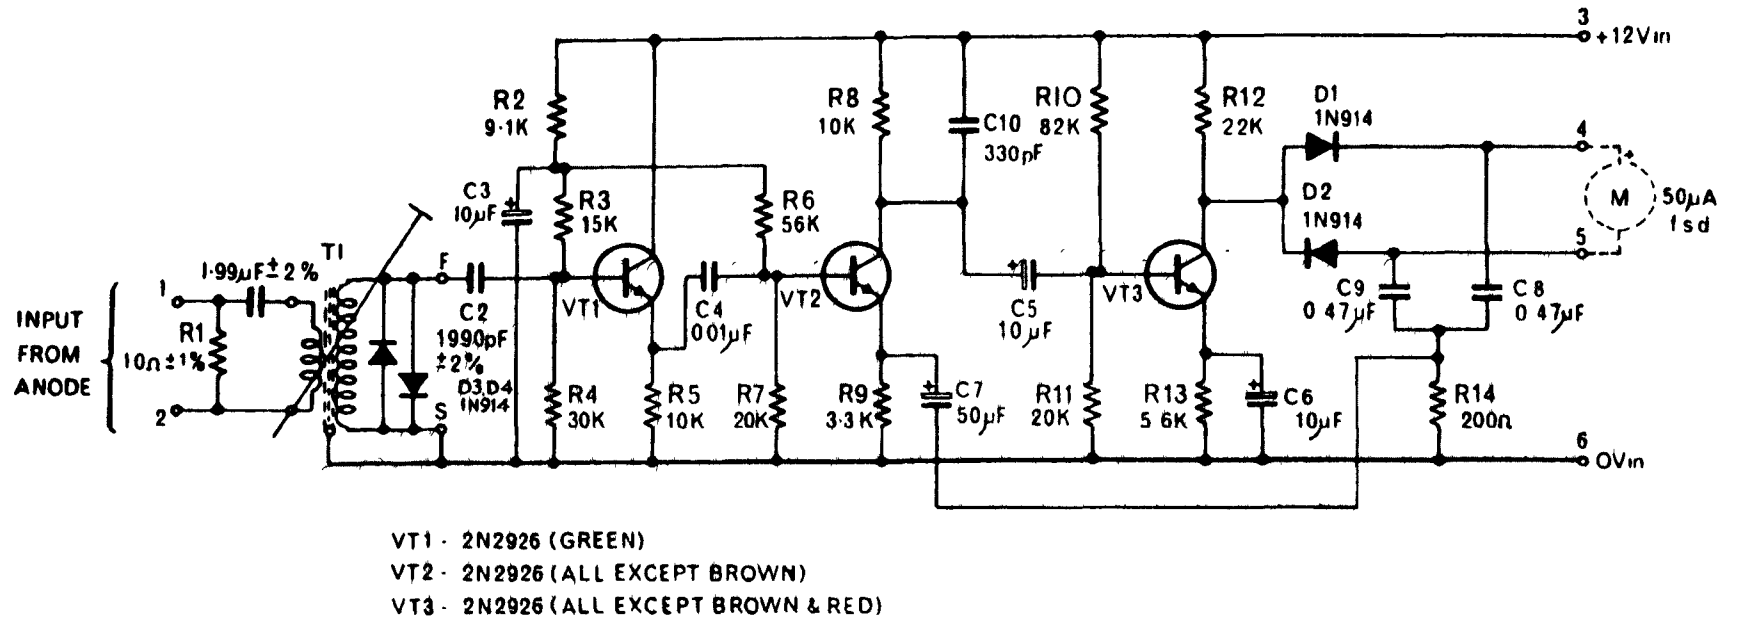 3
+12Vin
R2
9·1K
R8
10K
C10
330pF
R10
82K
R12
22K
D1
1N914
4
+
M
50µA
fsd
D2
1N914
5
C3
+
10µF
R3
15K
R6
56K
T1
1·99µF±2%
F
1
INPUT
FROM
ANODE
R1
10Ω±1%
2
C2
1990pF
±2%
D3,D4
1N914
S
VT1
C4
001µF
VT2
+
C5
10µF
VT3
C9
0 47µF
C8
0 47µF
R4
30K
R5
10K
R7
20K
R9
3·3K
+
C7
50µF
R11
20K
R13
5 6K
+
C6
10µF
R14
200Ω
6
0Vin
VT1 - 2N2926 (GREEN)
VT2 - 2N2926 (ALL EXCEPT BROWN)
VT3 - 2N2926 (ALL EXCEPT BROWN & RED)